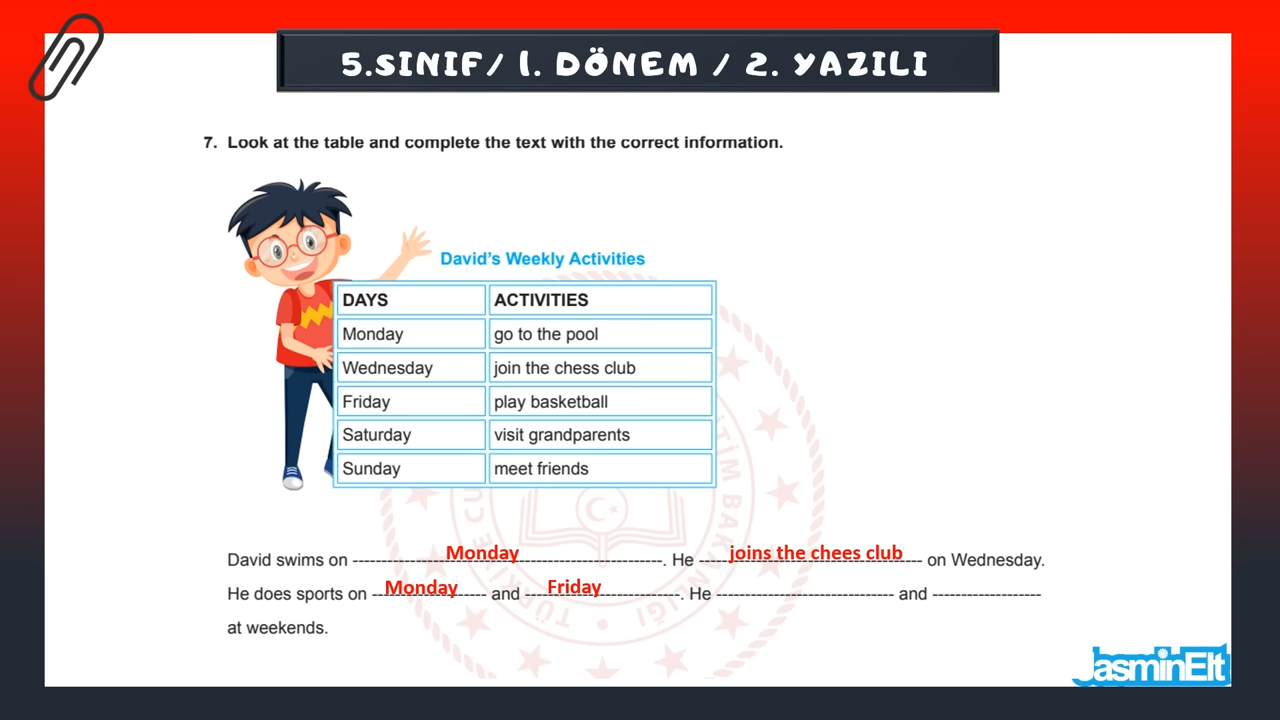 5.SINIF/ 1. DÖNEM / 2. YAZILI
7. Look at the table and complete the text with the correct information.
David's Weekly Activities
DAYS ACTIVITIES
Monday go to the pool
Wednesday join the chess club
Friday play basketball
Saturday visit grandparents
Sunday meet friends
David swims on Monday. He joins the chees club on Wednesday.
He does sports on Monday and Friday. He ------------------------------- and -------------------
at weekends.
JasminElt